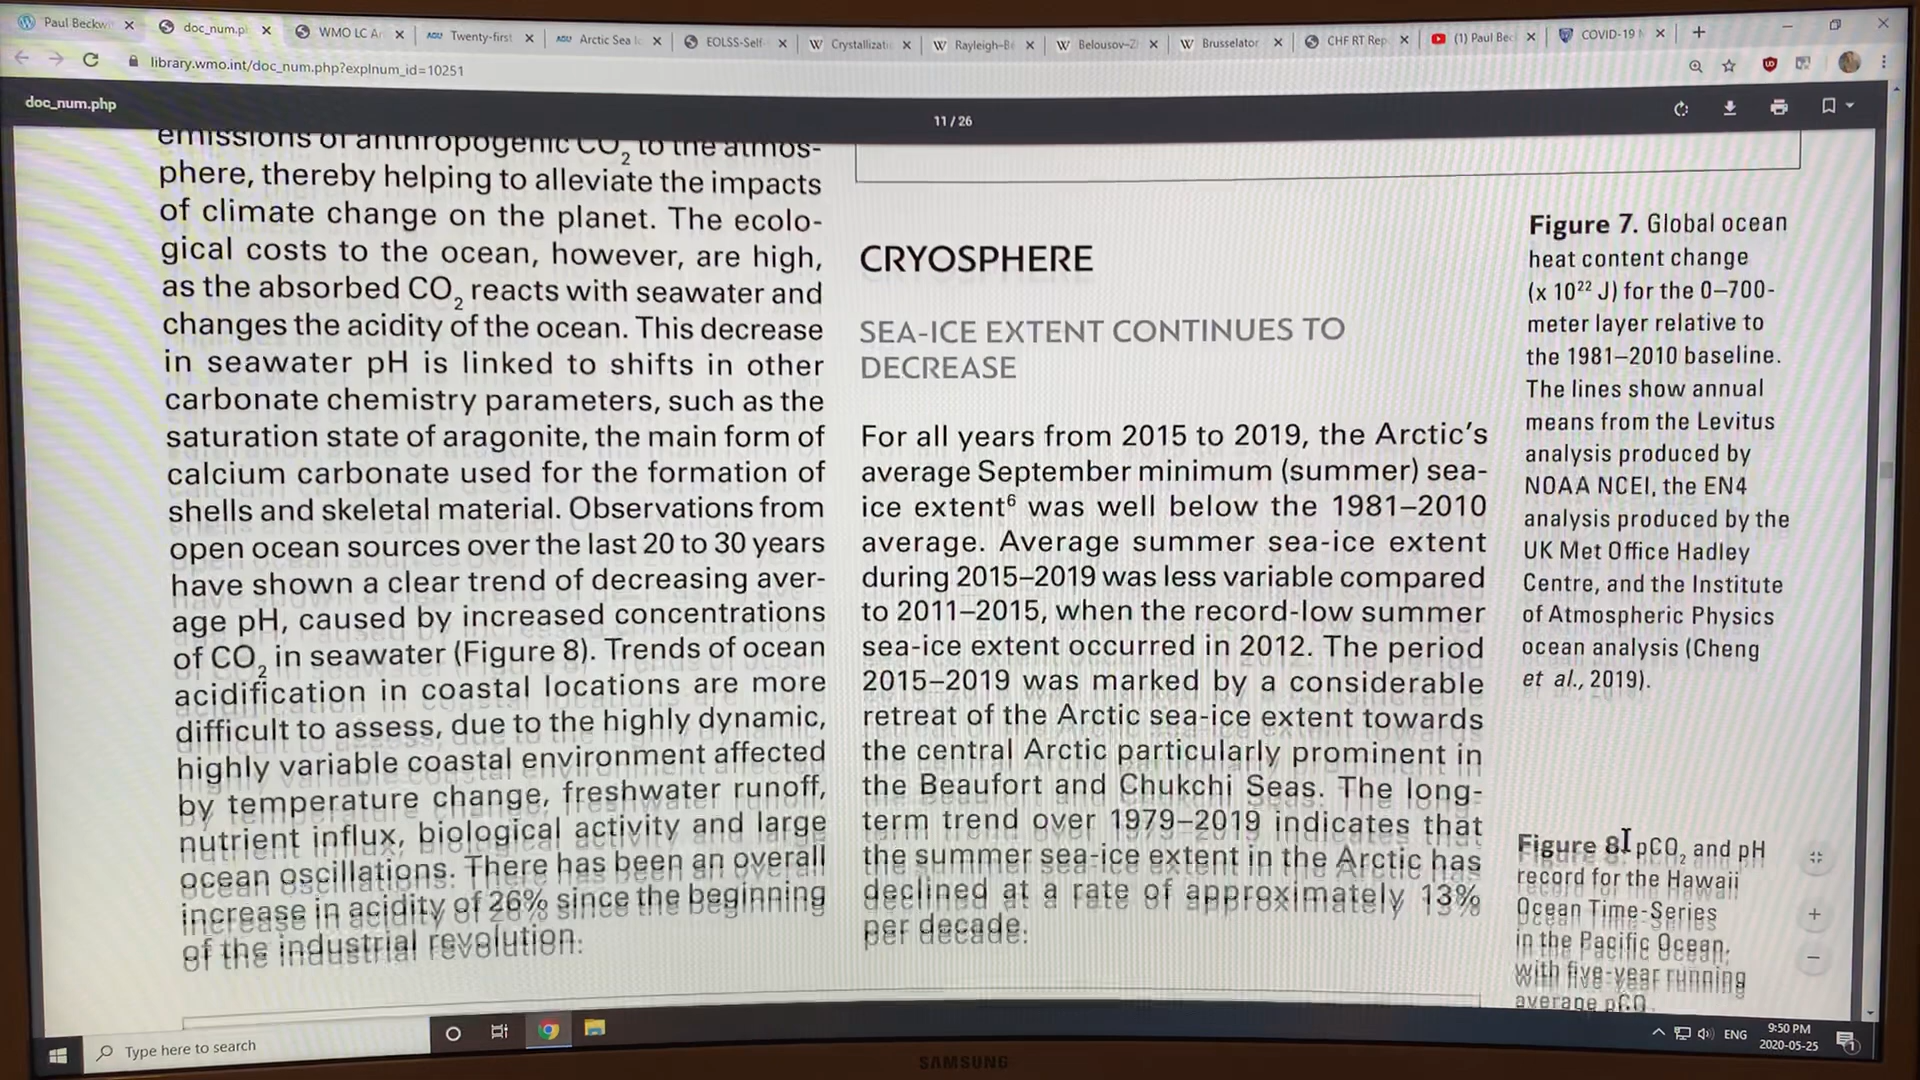 Paul Beckw
doc_num.p
WMO LC A
Twenty-first
Arctic Sea I
EOLSS-Self-
Crystallizati
Rayleigh–Bé
Belousov–Z
Brusselator
CHF RT Rep
(1) Paul Bec
COVID-19
library.wmo.int/doc_num.php?explnum_id=10251
doc_num.php
11 / 26
emissions of anthropogenic CO₂ to the atmos-
phere, thereby helping to alleviate the impacts
of climate change on the planet. The ecolo-
gical costs to the ocean, however, are high,
as the absorbed CO₂ reacts with seawater and
changes the acidity of the ocean. This decrease
in seawater pH is linked to shifts in other
carbonate chemistry parameters, such as the
saturation state of aragonite, the main form of
calcium carbonate used for the formation of
shells and skeletal material. Observations from
open ocean sources over the last 20 to 30 years
have shown a clear trend of decreasing aver-
age pH, caused by increased concentrations
of CO₂ in seawater (Figure 8). Trends of ocean
acidification in coastal locations are more
difficult to assess, due to the highly dynamic,
highly variable coastal environment affected
by temperature change, freshwater runoff,
nutrient influx, biological activity and large
ocean oscillations. There has been an overall
increase in acidity of 26% since the beginning
of the industrial revolution.
CRYOSPHERE
SEA-ICE EXTENT CONTINUES TO
DECREASE
For all years from 2015 to 2019, the Arctic’s
average September minimum (summer) sea-
ice extent⁶ was well below the 1981–2010
average. Average summer sea-ice extent
during 2015–2019 was less variable compared
to 2011–2015, when the record-low summer
sea-ice extent occurred in 2012. The period
2015–2019 was marked by a considerable
retreat of the Arctic sea-ice extent towards
the central Arctic particularly prominent in
the Beaufort and Chukchi Seas. The long-
term trend over 1979–2019 indicates that
the summer sea-ice extent in the Arctic has
declined at a rate of approximately 13%
per decade.
Figure 7. Global ocean
heat content change
(x 10²² J) for the 0–700-
meter layer relative to
the 1981–2010 baseline.
The lines show annual
means from the Levitus
analysis produced by
NOAA NCEI, the EN4
analysis produced by the
UK Met Office Hadley
Centre, and the Institute
of Atmospheric Physics
ocean analysis (Cheng
et al., 2019).
Figure 8. pCO₂ and pH
record for the Hawaii
Ocean Time-Series
in the Pacific Ocean,
with five-year running
average pCO
Type here to search
ENG
9:50 PM
2020-05-25
SAMSUNG